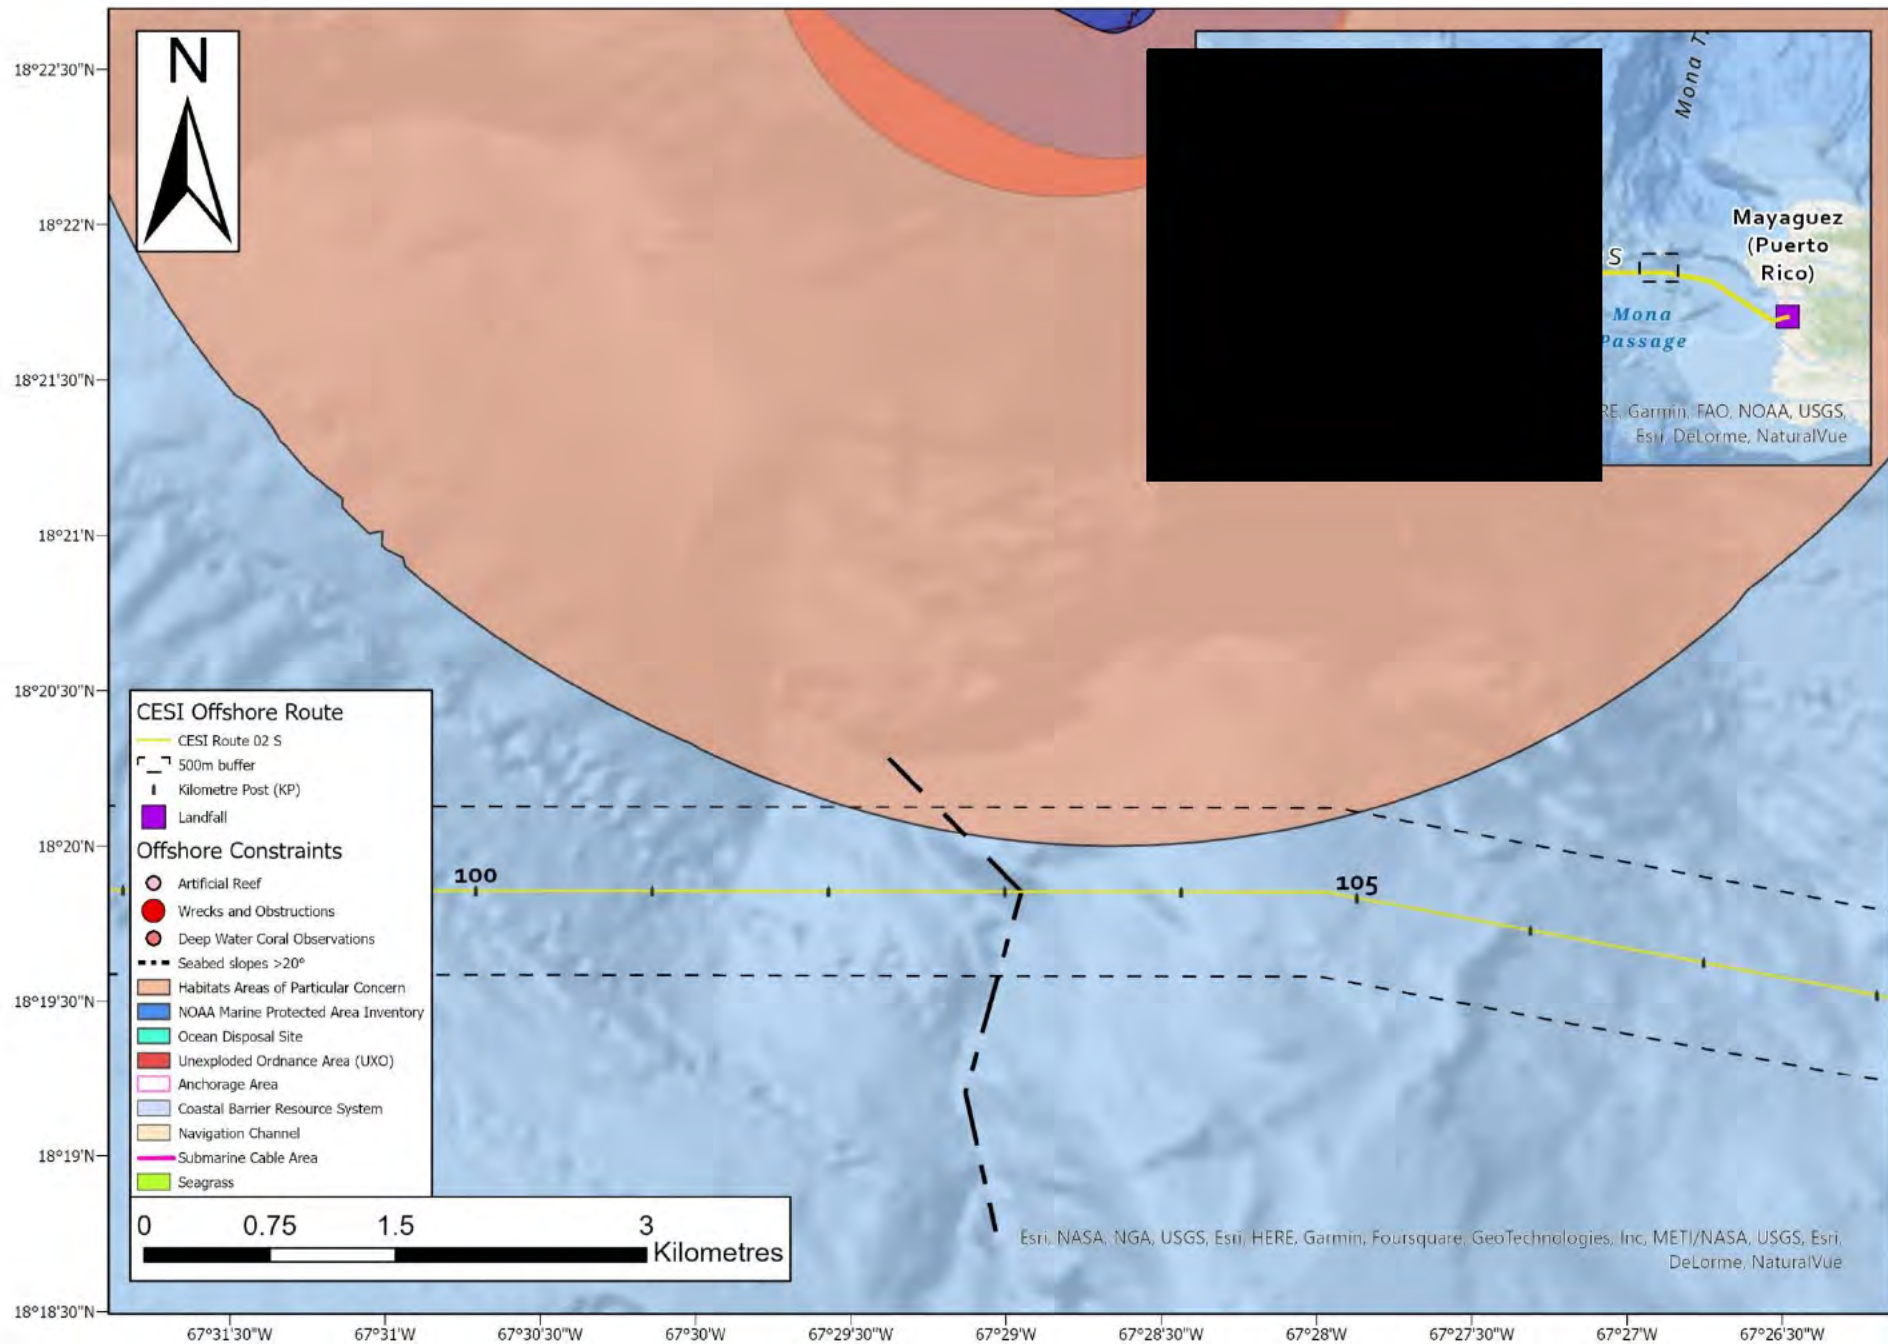 N
18°22'30"N
18°22'N
18°21'30"N
18°21'N
18°20'30"N
18°20'N
18°19'30"N
18°19'N
18°18'30"N
Mona
S
Mayaguez
(Puerto
Rico)
Mona
Passage
Garmin, FAO, NOAA, USGS,
Esri, DeLorme, NaturalVue
100
105
CESI Offshore Route
CESI Route 02 S
500m buffer
Kilometre Post (KP)
Landfall
Offshore Constraints
Artificial Reef
Wrecks and Obstructions
Deep Water Coral Observations
Seabed slopes >20°
Habitats Areas of Particular Concern
NOAA Marine Protected Area Inventory
Ocean Disposal Site
Unexploded Ordnance Area (UXO)
Anchorage Area
Coastal Barrier Resource System
Navigation Channel
Submarine Cable Area
Seagrass
0 0.75 1.5 3
Kilometres
Esri, NASA, NGA, USGS, Esri, HERE, Garmin, Foursquare, GeoTechnologies, Inc, METI/NASA, USGS, Esri,
DeLorme, NaturalVue
67°31'30"W 67°31'W 67°30'30"W 67°30'W 67°29'30"W 67°29'W 67°28'30"W 67°28'W 67°27'30"W 67°27'W 67°26'30"W